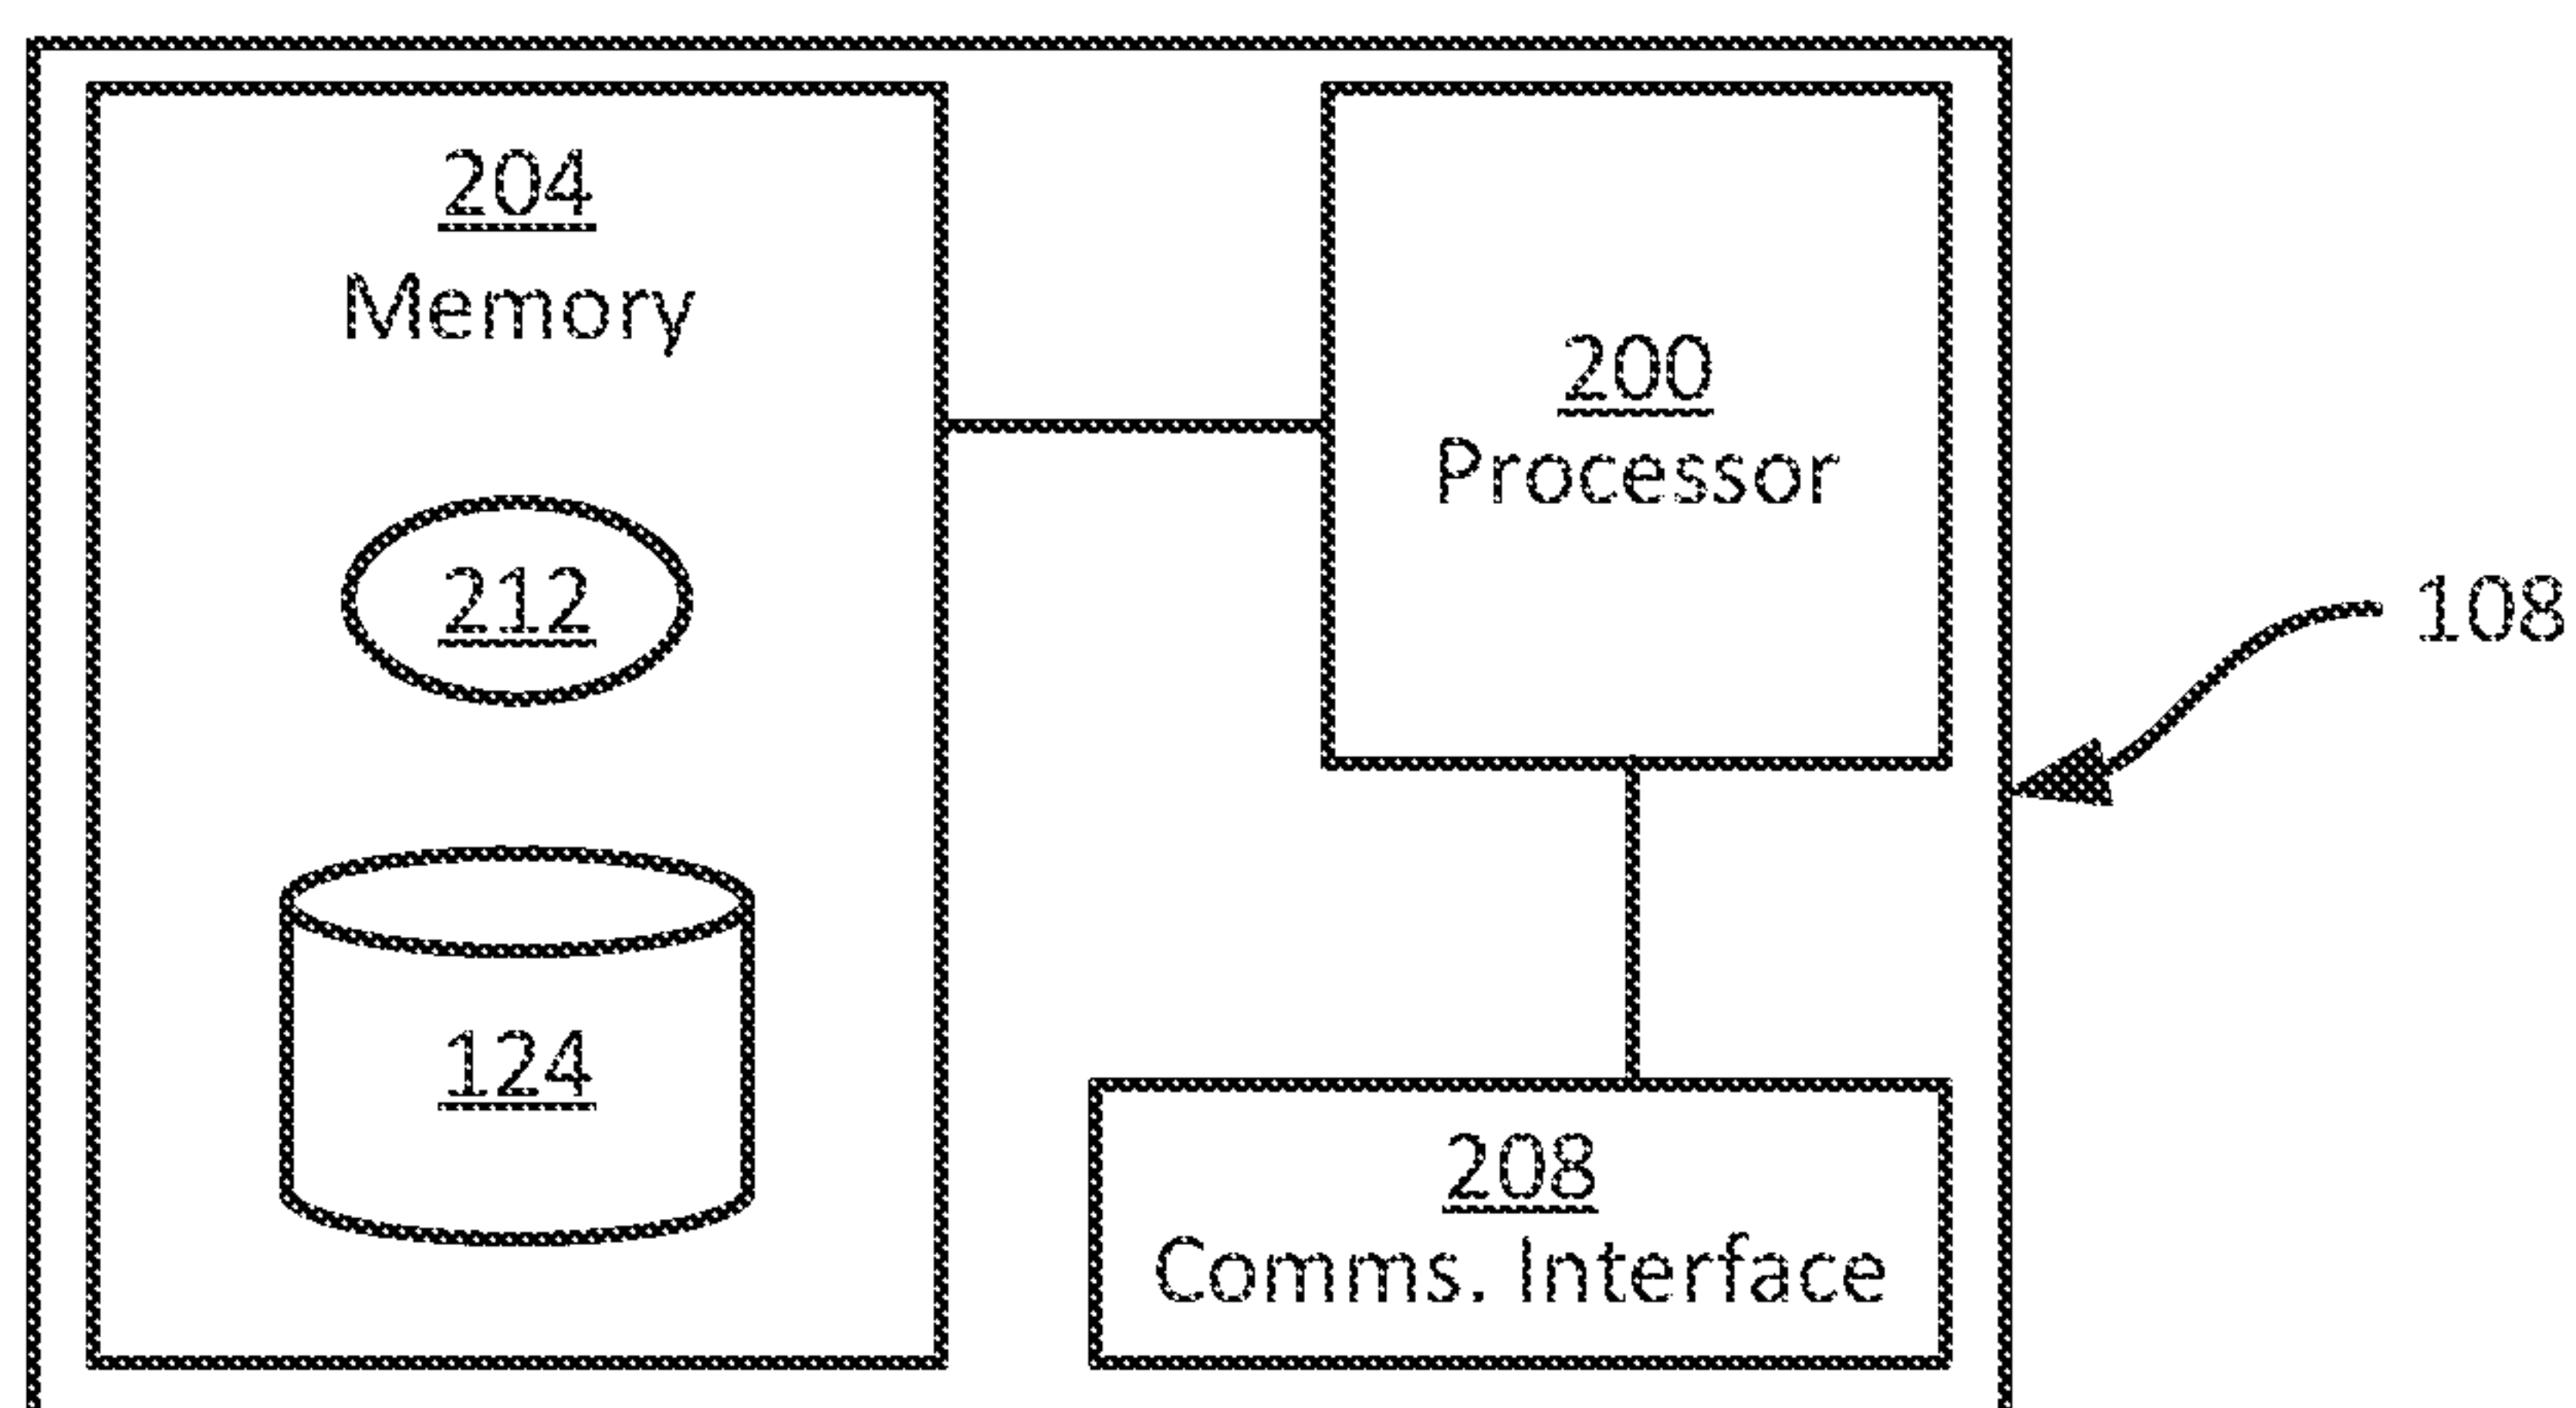 204
Memory
212
124
200
Processor
208
Comms. Interface
108